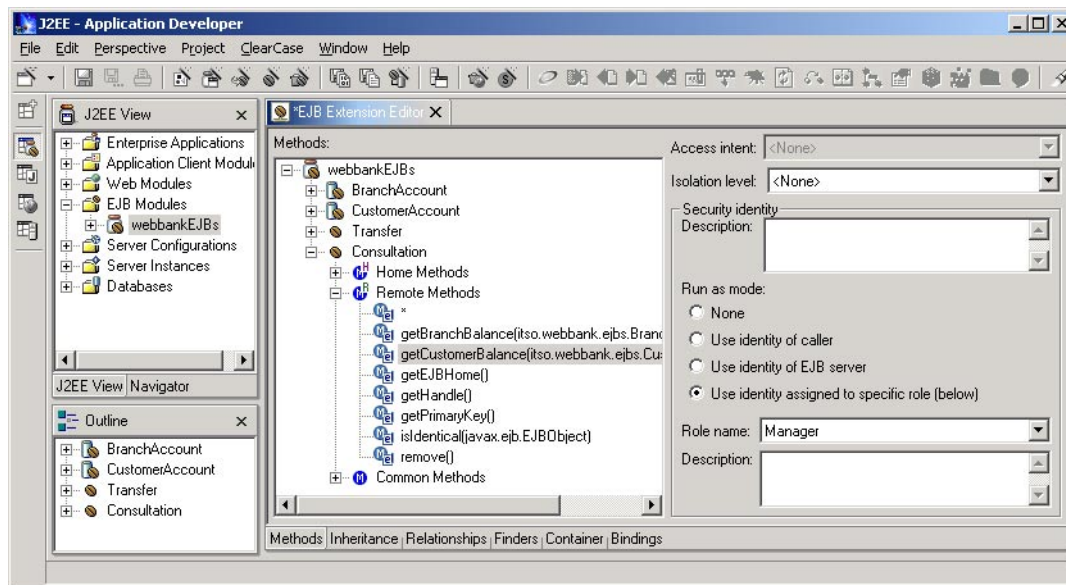 J2EE - Application Developer
File Edit Perspective Project ClearCase Window Help
J2EE View
Enterprise Applications
Application Client Modul
Web Modules
EJB Modules
webbankEJBs
Server Configurations
Server Instances
Databases
J2EE View Navigator
Outline
BranchAccount
CustomerAccount
Transfer
Consultation
*EJB Extension Editor
Methods:
webbankEJBs
BranchAccount
CustomerAccount
Transfer
Consultation
Home Methods
Remote Methods
*
getBranchBalance(itso.webbank.ejbs.Branc
getCustomerBalance(itso.webbank.ejbs.Cu
getEJBHome()
getHandle()
getPrimaryKey()
isIdentical(javax.ejb.EJBObject)
remove()
Common Methods
Access intent: <None>
Isolation level: <None>
Security identity
Description:
Run as mode:
None
Use identity of caller
Use identity of EJB server
Use identity assigned to specific role (below)
Role name: Manager
Description:
Methods Inheritance Relationships Finders Container Bindings